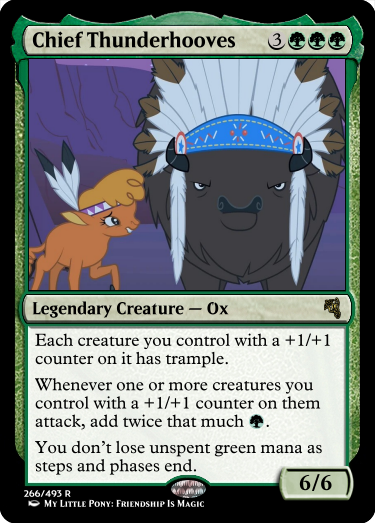 Chief Thunderhooves 3
Legendary Creature — Ox
Each creature you control with a +1/+1
counter on it has trample.
Whenever one or more creatures you
control with a +1/+1 counter on them
attack, add twice that much .
You don't lose unspent green mana as
steps and phases end.
6/6
266/493 R
My Little Pony: Friendship Is Magic